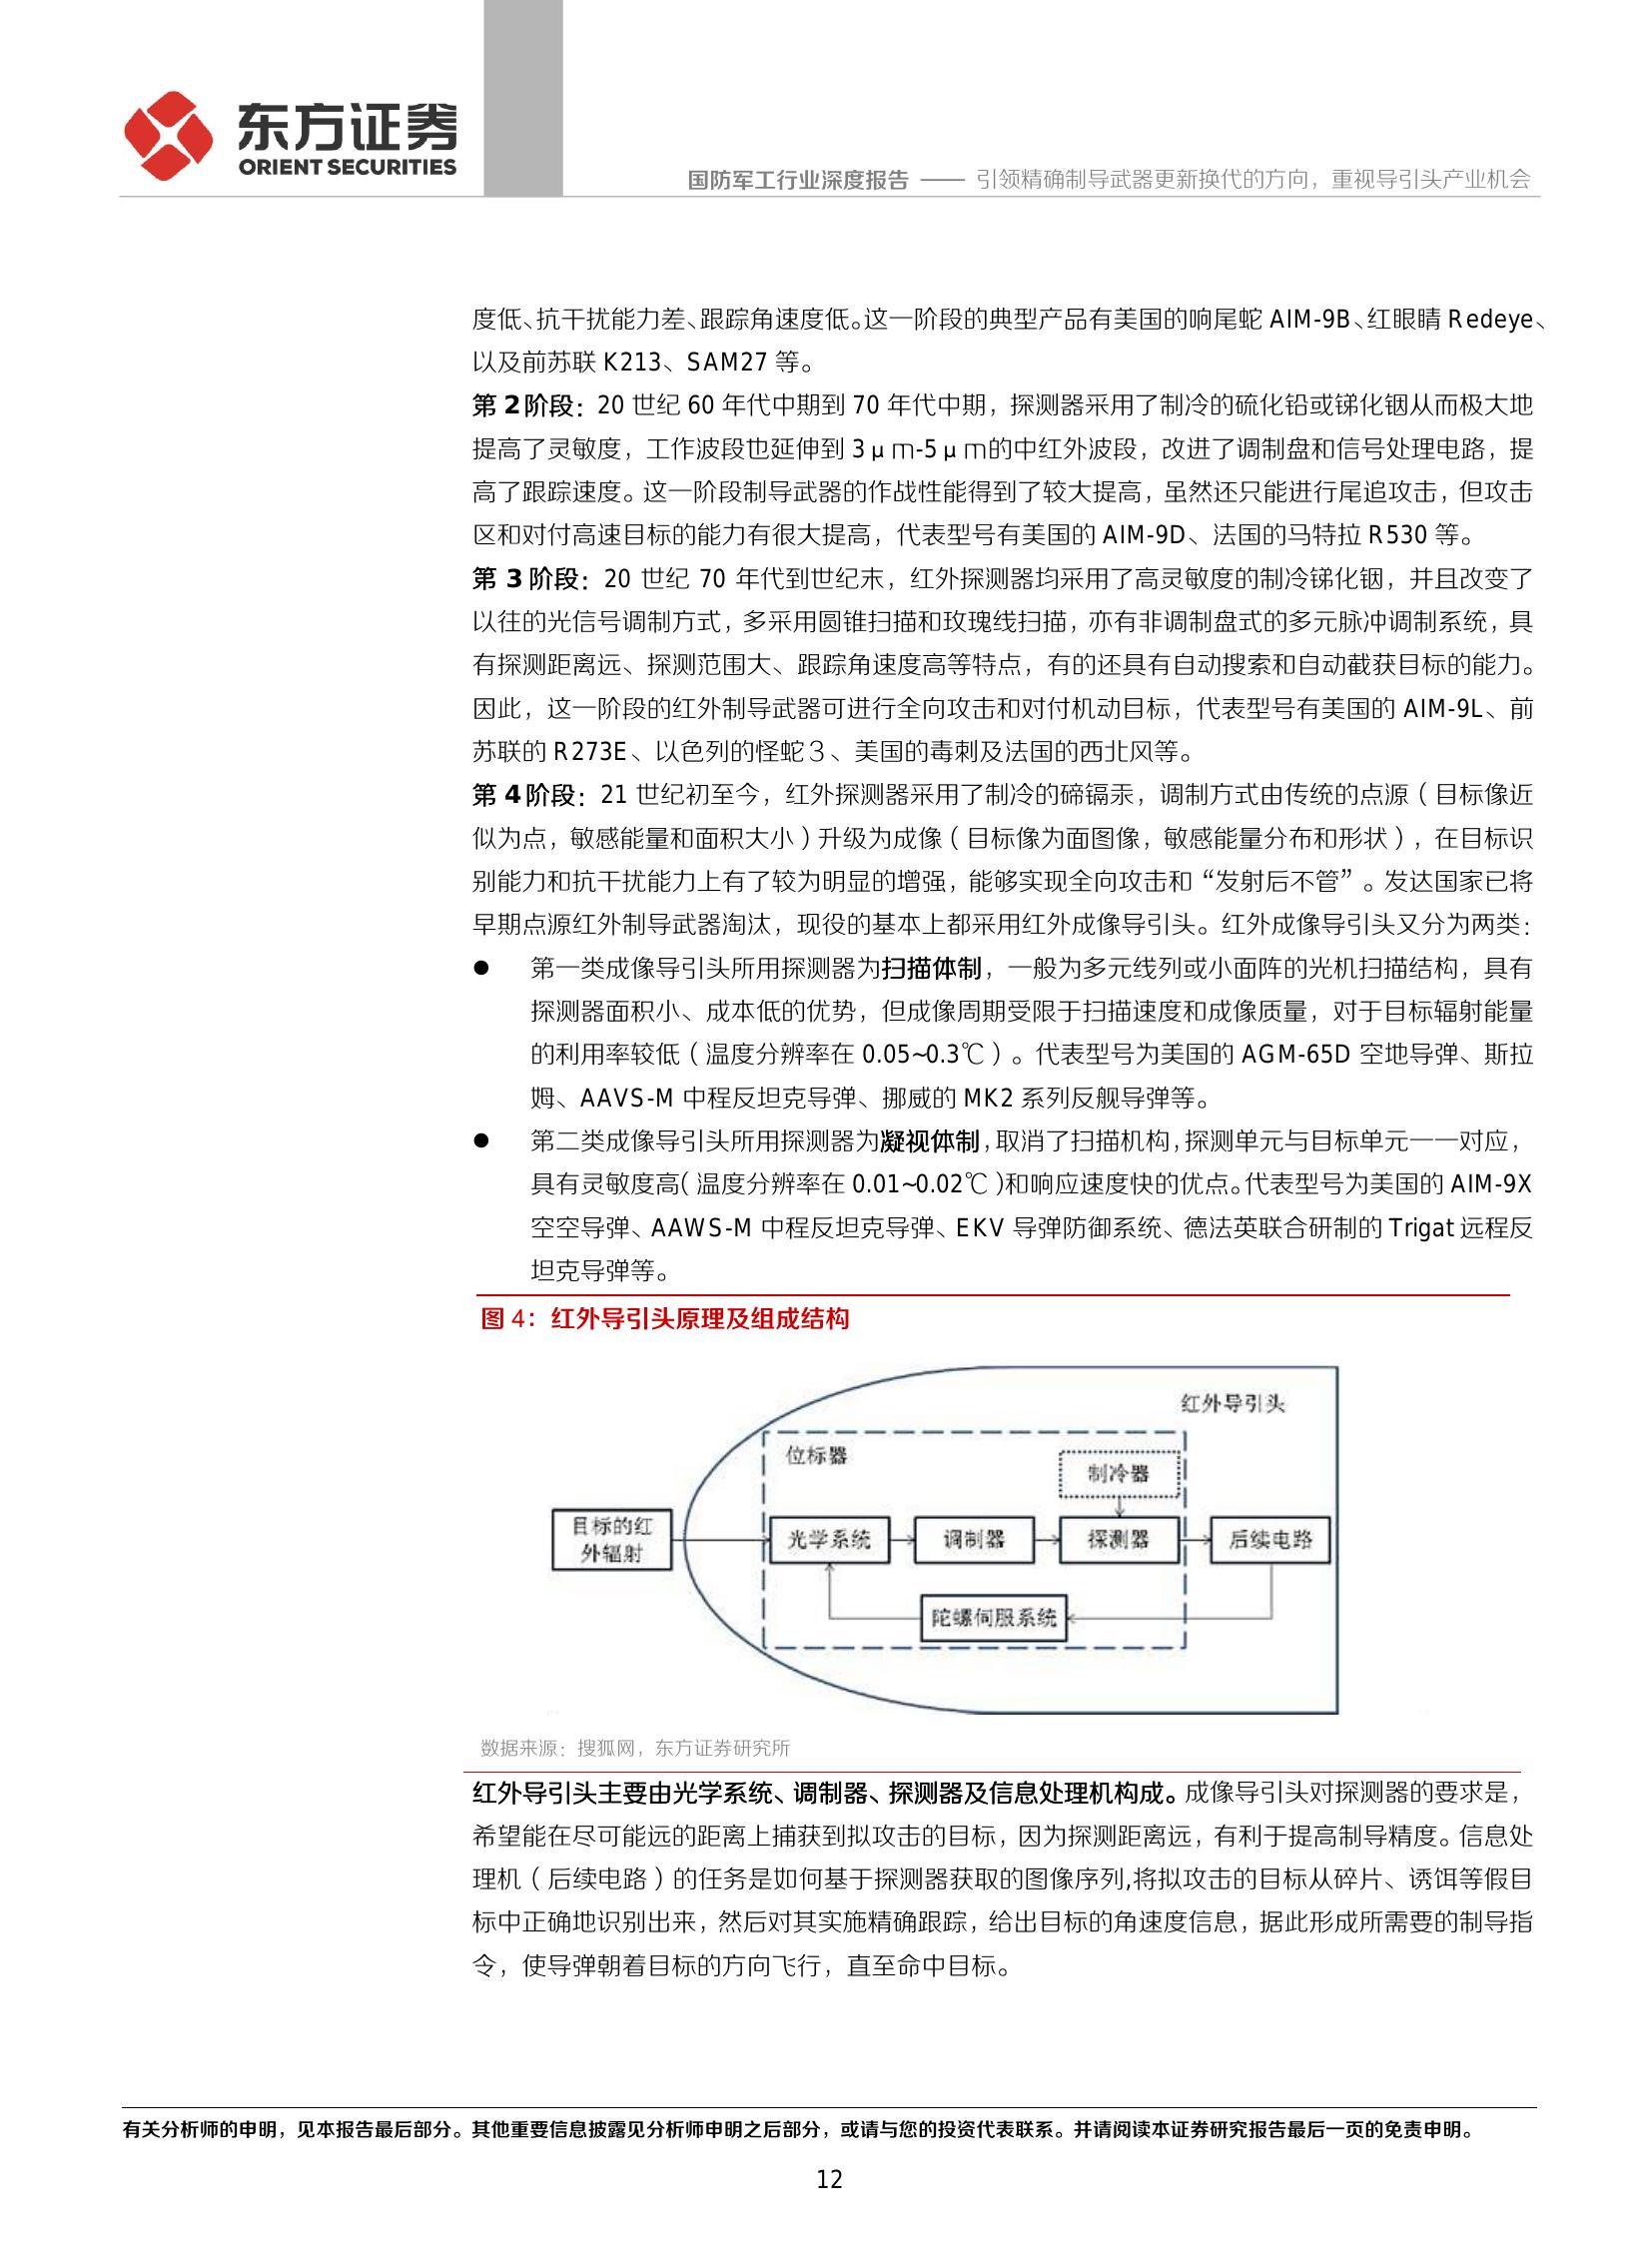 东方证券
ORIENT SECURITIES
国防军工行业深度报告 —— 引领精确制导武器更新换代的方向，重视导引头产业机会
度低、抗干扰能力差、跟踪角速度低。这一阶段的典型产品有美国的响尾蛇 AIM-9B、红眼睛 Redeye、
以及前苏联 K213、SAM27 等。
第 2 阶段：20 世纪 60 年代中期到 70 年代中期，探测器采用了制冷的硫化铅或锑化铟从而极大地
提高了灵敏度，工作波段也延伸到 3μm-5μm的中红外波段，改进了调制盘和信号处理电路，提
高了跟踪速度。这一阶段制导武器的作战性能得到了较大提高，虽然还只能进行尾追攻击，但攻击
区和对付高速目标的能力有很大提高，代表型号有美国的 AIM-9D、法国的马特拉 R530 等。
第 3 阶段：20 世纪 70 年代到世纪末，红外探测器均采用了高灵敏度的制冷锑化铟，并且改变了
以往的光信号调制方式，多采用圆锥扫描和玫瑰线扫描，亦有非调制盘式的多元脉冲调制系统，具
有探测距离远、探测范围大、跟踪角速度高等特点，有的还具有自动搜索和自动截获目标的能力。
因此，这一阶段的红外制导武器可进行全向攻击和对付机动目标，代表型号有美国的 AIM-9L、前
苏联的 R273E、以色列的怪蛇３、美国的毒刺及法国的西北风等。
第 4 阶段：21 世纪初至今，红外探测器采用了制冷的碲镉汞，调制方式由传统的点源（目标像近
似为点，敏感能量和面积大小）升级为成像（目标像为面图像，敏感能量分布和形状），在目标识
别能力和抗干扰能力上有了较为明显的增强，能够实现全向攻击和“发射后不管”。发达国家已将
早期点源红外制导武器淘汰，现役的基本上都采用红外成像导引头。红外成像导引头又分为两类：
● 第一类成像导引头所用探测器为扫描体制，一般为多元线列或小面阵的光机扫描结构，具有
探测器面积小、成本低的优势，但成像周期受限于扫描速度和成像质量，对于目标辐射能量
的利用率较低（温度分辨率在 0.05~0.3℃）。代表型号为美国的 AGM-65D 空地导弹、斯拉
姆、AAVS-M 中程反坦克导弹、挪威的 MK2 系列反舰导弹等。
● 第二类成像导引头所用探测器为凝视体制，取消了扫描机构，探测单元与目标单元一一对应，
具有灵敏度高（温度分辨率在 0.01~0.02℃）和响应速度快的优点。代表型号为美国的 AIM-9X
空空导弹、AAWS-M 中程反坦克导弹、EKV 导弹防御系统、德法英联合研制的 Trigat 远程反
坦克导弹等。
图 4：红外导引头原理及组成结构
红外导引头
位标器
制冷器
目标的红
外辐射
光学系统
调制器
探测器
后续电路
陀螺伺服系统
数据来源：搜狐网，东方证券研究所
红外导引头主要由光学系统、调制器、探测器及信息处理机构成。成像导引头对探测器的要求是，
希望能在尽可能远的距离上捕获到拟攻击的目标，因为探测距离远，有利于提高制导精度。信息处
理机（后续电路）的任务是如何基于探测器获取的图像序列,将拟攻击的目标从碎片、诱饵等假目
标中正确地识别出来，然后对其实施精确跟踪，给出目标的角速度信息，据此形成所需要的制导指
令，使导弹朝着目标的方向飞行，直至命中目标。
有关分析师的申明，见本报告最后部分。其他重要信息披露见分析师申明之后部分，或请与您的投资代表联系。并请阅读本证券研究报告最后一页的免责申明。
12